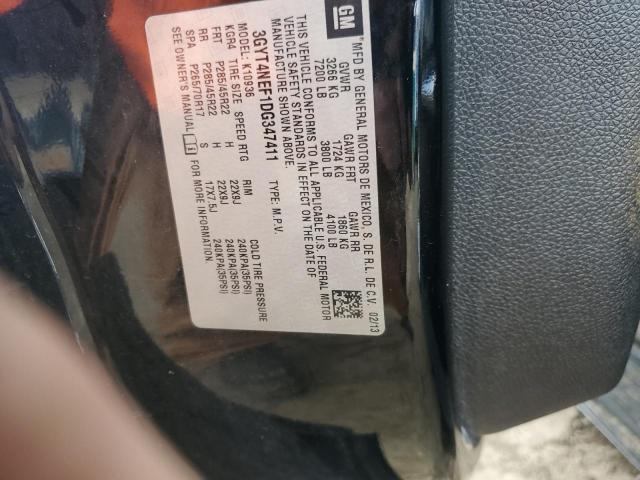 GM
®MFD BY GENERAL MOTORS DE MEXICO, S. DE R.L. DE C.V. 02/13
GVWR GAWR FRT GAWR RR
3266 KG 1724 KG 1860 KG
7200 LB 3800 LB 4100 LB
THIS VEHICLE CONFORMS TO ALL APPLICABLE U.S. FEDERAL MOTOR
VEHICLE SAFETY STANDARDS IN EFFECT ON THE DATE OF
MANUFACTURE SHOWN ABOVE.
3GYT4NEF1DG347411 TYPE: M.P.V.
MODEL: K10936
KGR4 TIRE SIZE SPEED RTG RIM COLD TIRE PRESSURE
FRT P285/45R22 H 22X9J 240KPA(35PSI)
RR P285/45R22 H 22X9J 240KPA(35PSI)
SPA P265/70R17 S 17X7.5J 240KPA(35PSI)
SEE OWNER'S MANUAL FOR MORE INFORMATION.